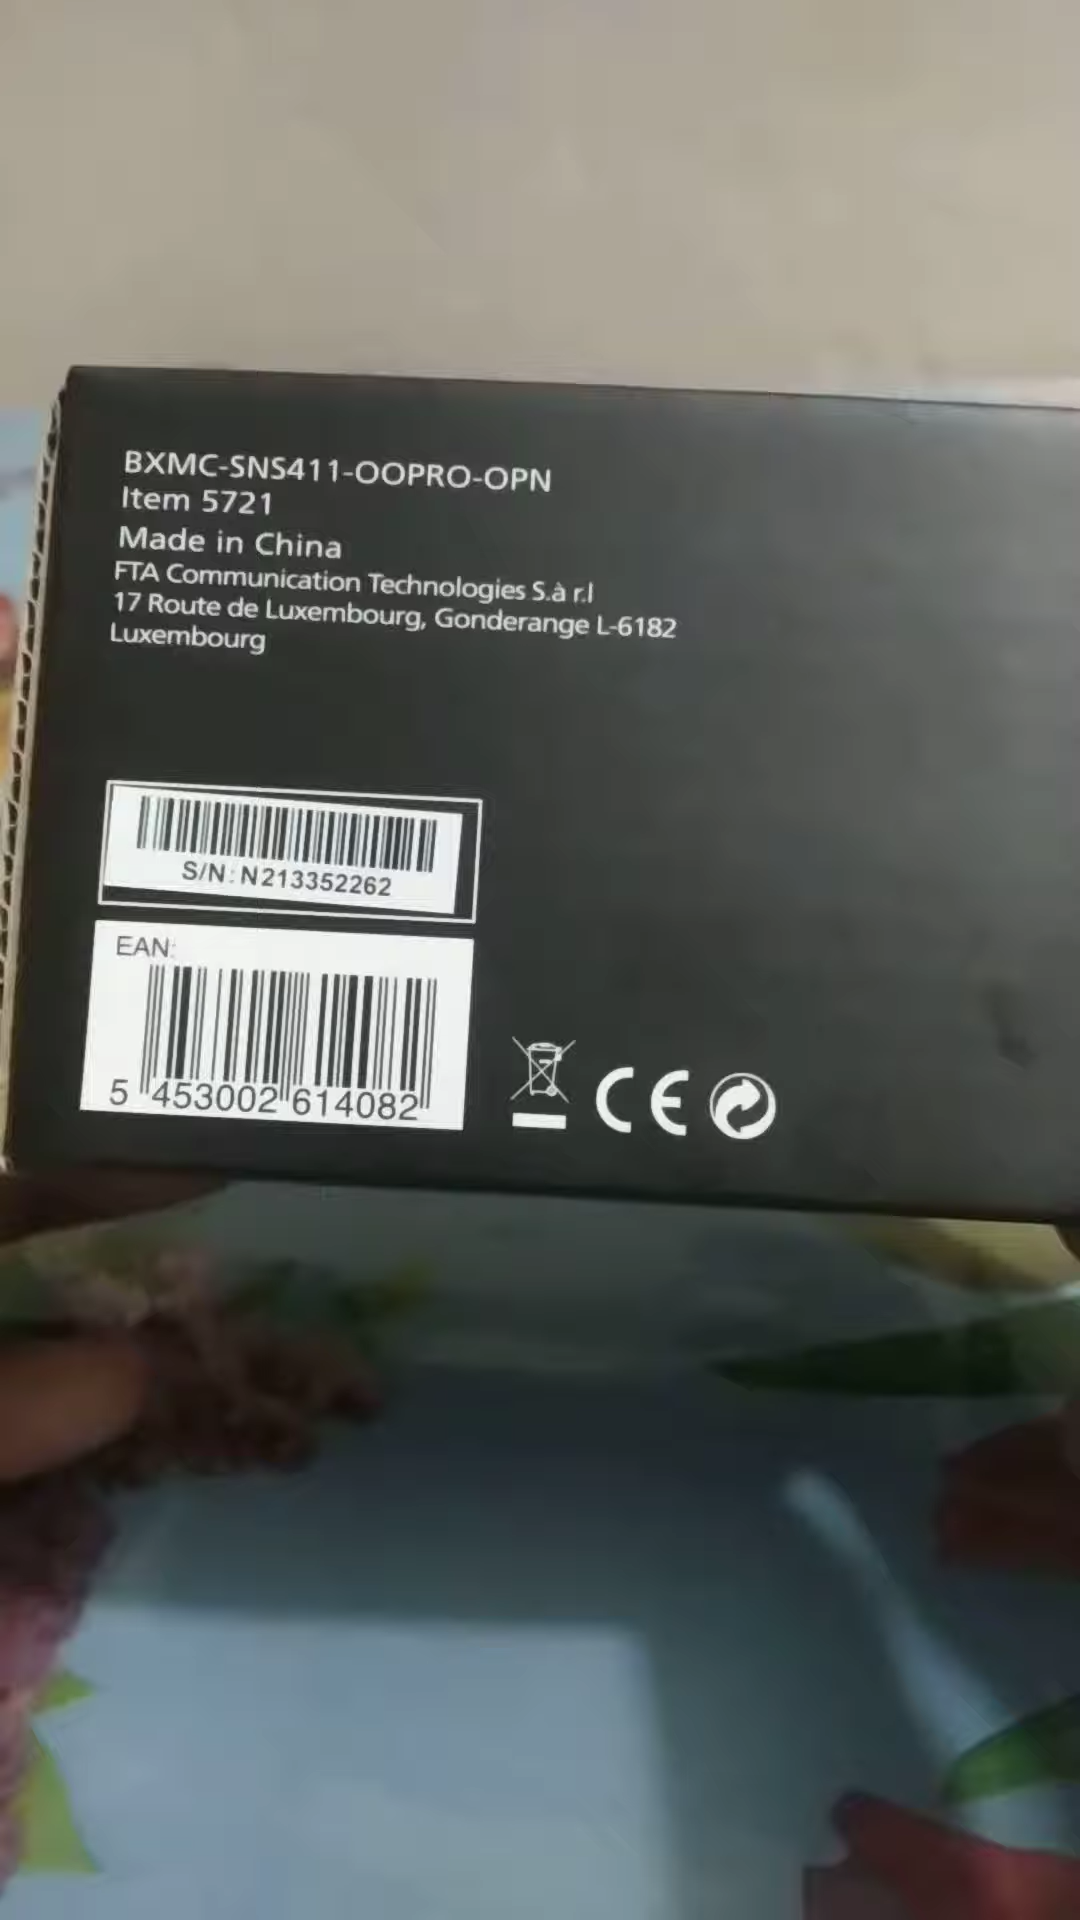 BXMC-SNS411-OOPRO-OPN
Item 5721
Made in China
FTA Communication Technologies S.à r.l
17 Route de Luxembourg, Gonderange L-6182
Luxembourg
S/N: N213352262
EAN:
5 453002 614082
CE